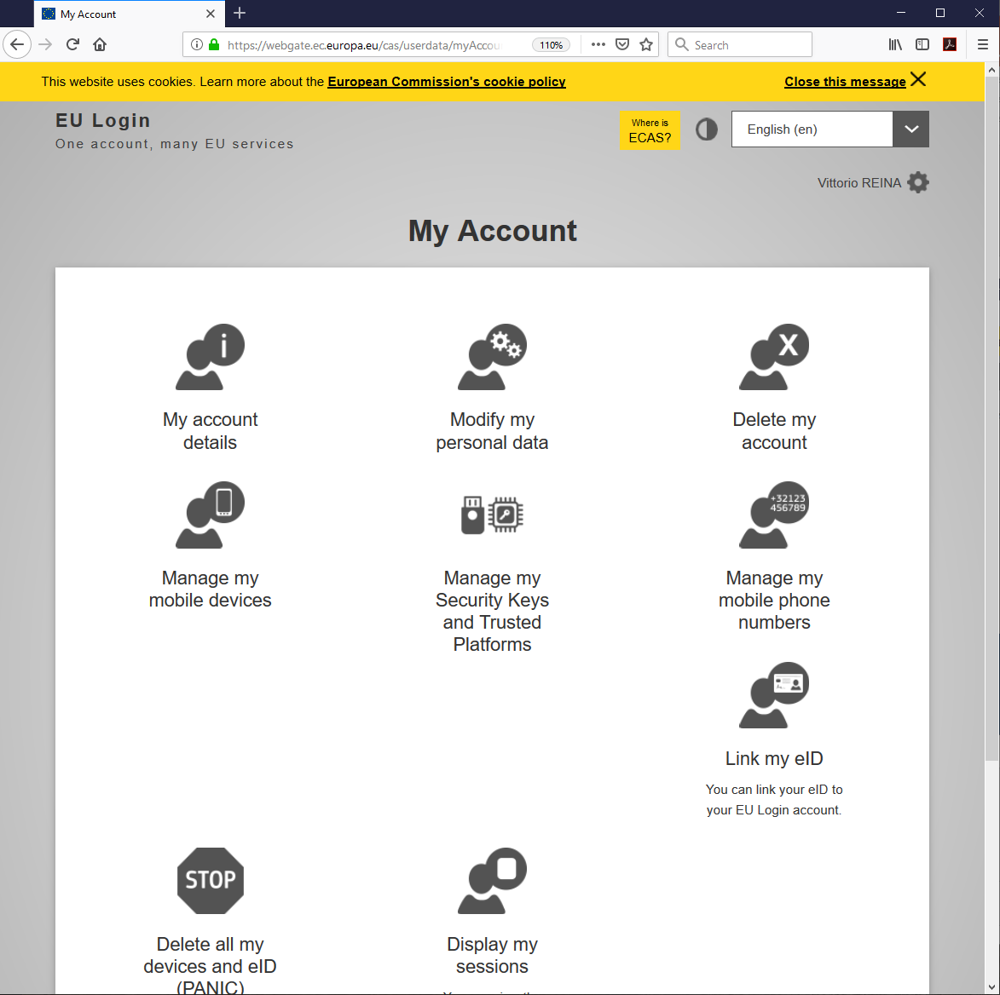 My Account
https://webgate.ec.europa.eu/cas/userdata/myAccou
110%
Search
This website uses cookies. Learn more about the European Commission's cookie policy
Close this message
EU Login
One account, many EU services
Where is
ECAS?
English (en)
Vittorio REINA
My Account
i
X
My account
details
Modify my
personal data
Delete my
account
+32123
456789
Manage my
mobile devices
Manage my
Security Keys
and Trusted
Platforms
Manage my
mobile phone
numbers
Link my eID
You can link your eID to
your EU Login account.
STOP
Delete all my
devices and eID
(PANIC)
Display my
sessions